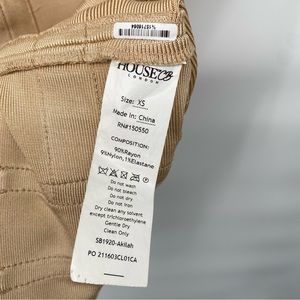 HOUSE CB
LONDON
Size: XS
Made In: China
RN#150550
COMPOSITION:
90%Rayon
9%Nylon, 1%Elastane
Do not wash
Do not bleach
Do not dry
Do not iron
Dry clean any solvent
except trichloroethylene
Gentle Dry
Clean Only
SB1920-Akilah
PO 211603CL01CA